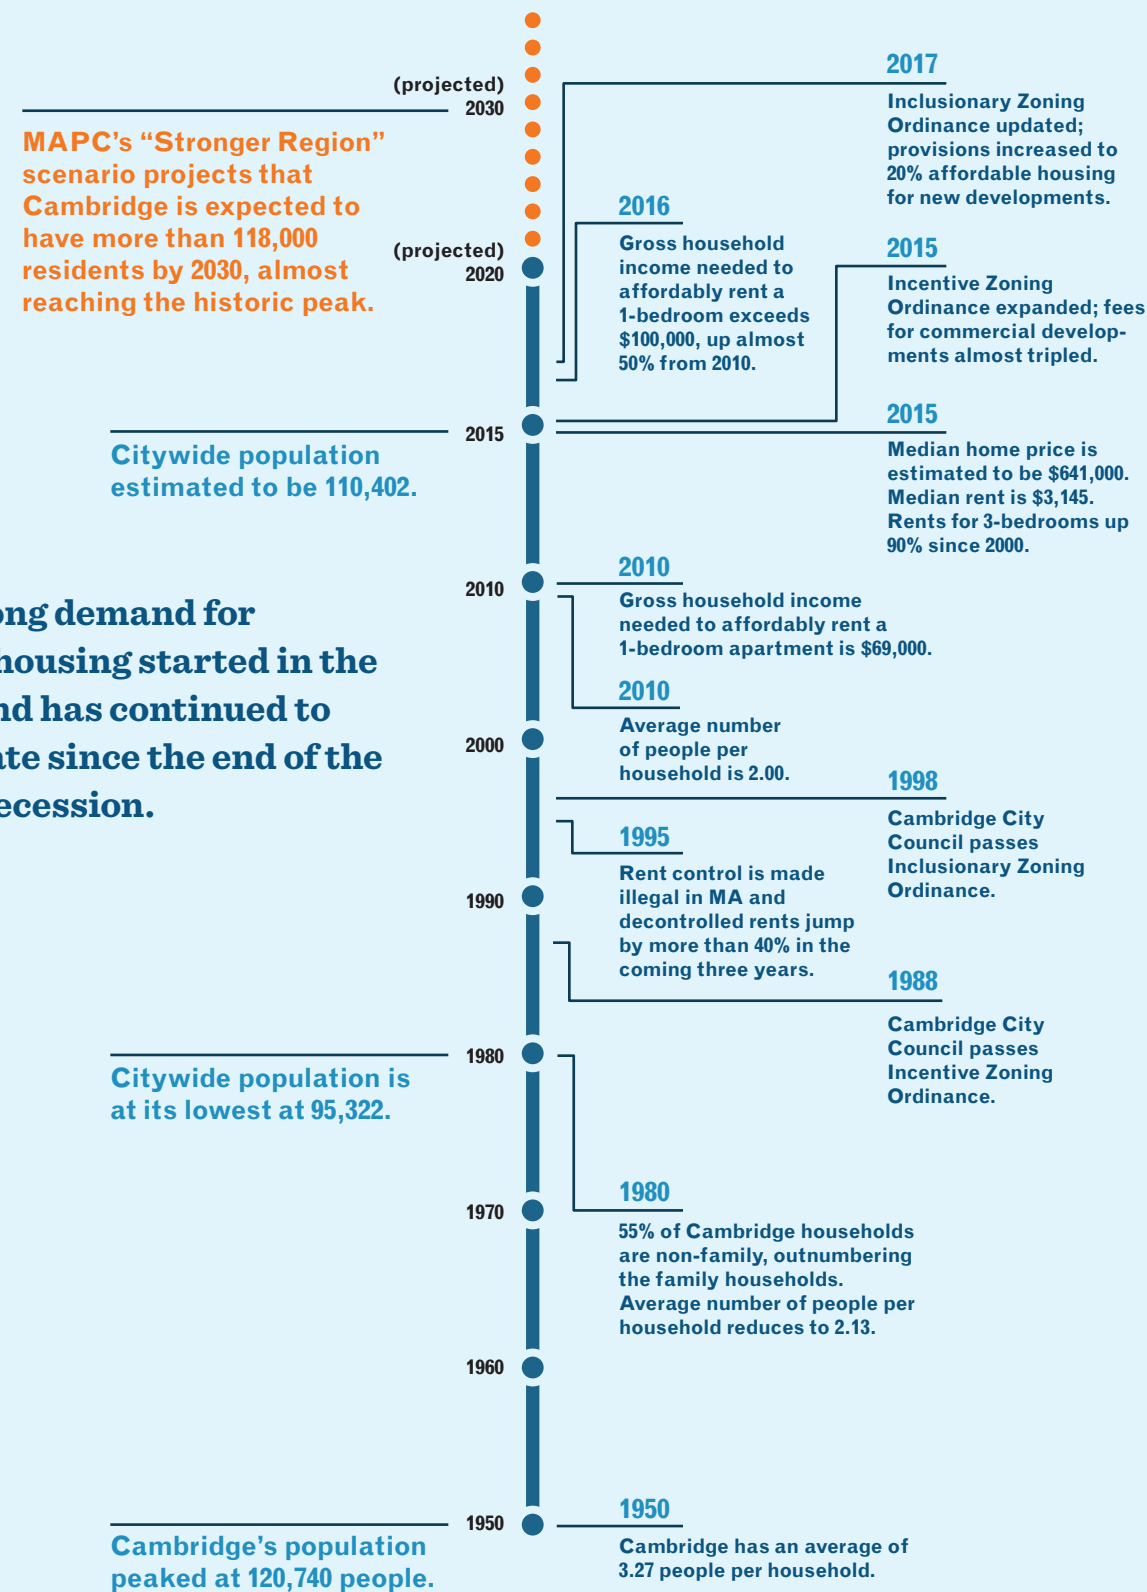 (projected)
2030
MAPC’s “Stronger Region”
scenario projects that
Cambridge is expected to
have more than 118,000
residents by 2030, almost
reaching the historic peak.
2017
Inclusionary Zoning
Ordinance updated;
provisions increased to
20% affordable housing
for new developments.
2016
Gross household
income needed to
affordably rent a
1-bedroom exceeds
$100,000, up almost
50% from 2010.
(projected)
2020
2015
Incentive Zoning
Ordinance expanded; fees
for commercial develop-
ments almost tripled.
2015
Citywide population
estimated to be 110,402.
2015
Median home price is
estimated to be $641,000.
Median rent is $3,145.
Rents for 3-bedrooms up
90% since 2000.
2010
2010
Gross household income
needed to affordably rent a
1-bedroom apartment is $69,000.
demand for
housing started in the
has continued to
since the end of the
2010
Average number
of people per
household is 2.00.
2000
1998
Cambridge City
Council passes
Inclusionary Zoning
Ordinance.
1995
Rent control is made
illegal in MA and
decontrolled rents jump
by more than 40% in the
coming three years.
1990
1988
Cambridge City
Council passes
Incentive Zoning
Ordinance.
1980
Citywide population is
at its lowest at 95,322.
1980
55% of Cambridge households
are non-family, outnumbering
the family households.
Average number of people per
household reduces to 2.13.
1970
1960
1950
Cambridge’s population
peaked at 120,740 people.
1950
Cambridge has an average of
3.27 people per household.